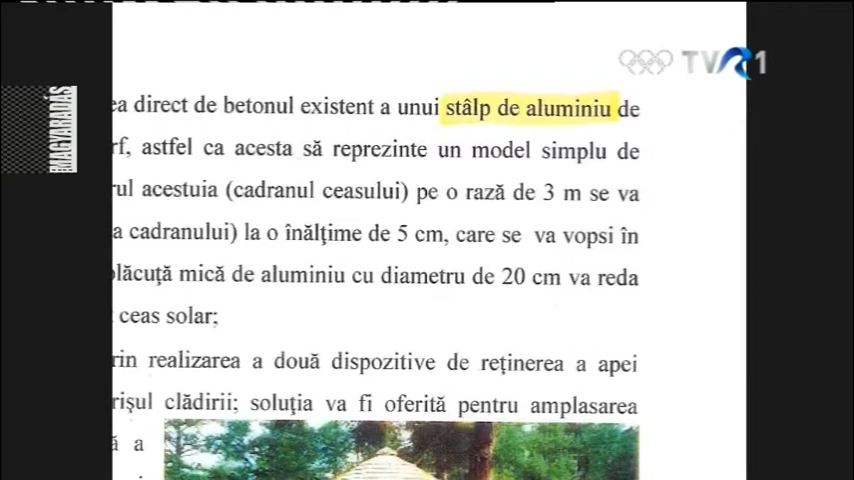 TVR1
MAGYARADÁS
ea direct de betonul existent a unui stâlp de aluminiu de
rf, astfel ca acesta să reprezinte un model simplu de
rul acestuia (cadranul ceasului) pe o rază de 3 m se va
a cadranului) la o înălţime de 5 cm, care se va vopsi în
plăcuţă mică de aluminiu cu diametru de 20 cm va reda
ceas solar;
rin realizarea a două dispozitive de reţinerea a apei
rişul clădirii; soluţia va fi oferită pentru amplasarea
ă a